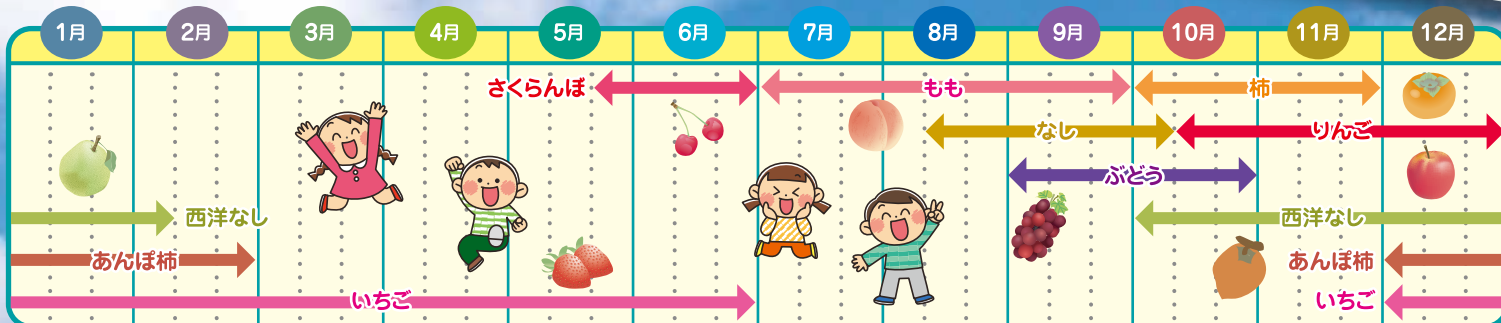 1月 2月 3月 4月 5月 6月 7月 8月 9月 10月 11月 12月
さくらんぼ もも 柿
なし りんご
ぶどう
西洋なし 西洋なし
あんぽ柿 あんぽ柿
いちご いちご